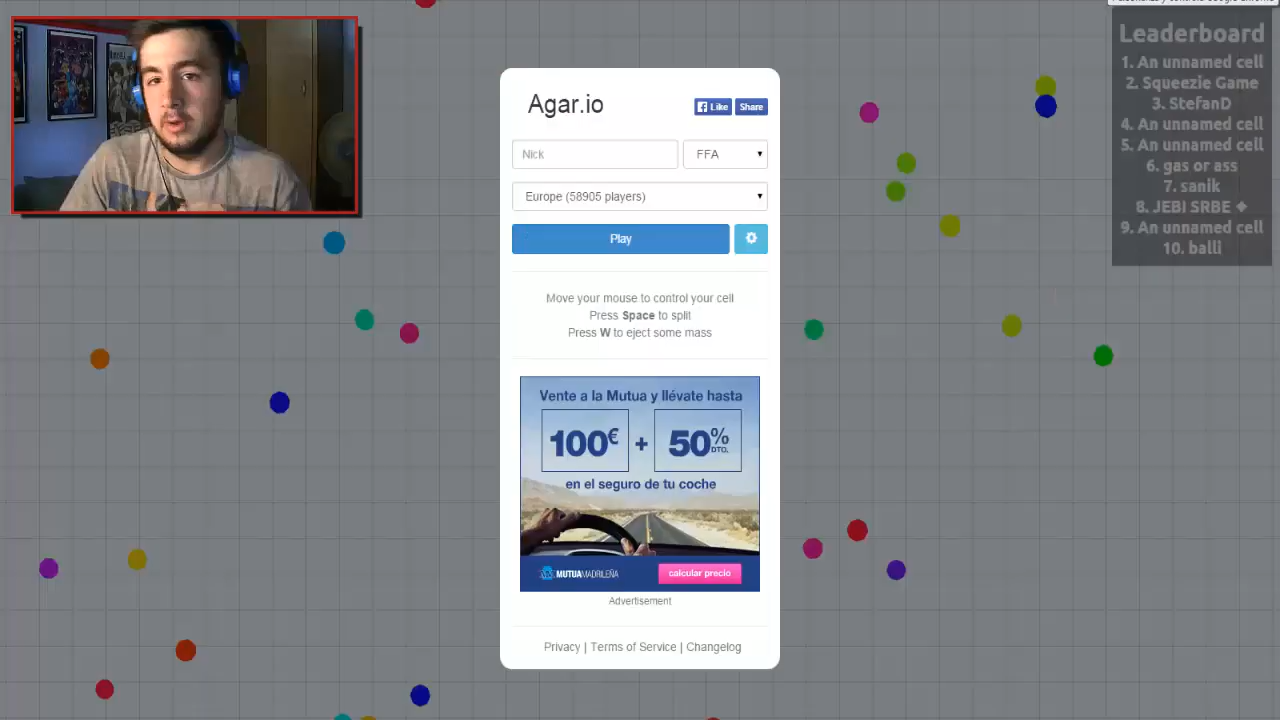 Leaderboard
1. An unnamed cell
2. Squeezie Game
3. StefanD
4. An unnamed cell
5. An unnamed cell
6. gas or ass
7. sanik
8. JEBI SRBE ✦
9. An unnamed cell
10. balli
Agar.io
Like Share
Nick FFA
Europe (58905 players)
Play
Move your mouse to control your cell
Press Space to split
Press W to eject some mass
Vente a la Mutua y llévate hasta
100€ + 50% DTO.
en el seguro de tu coche
MUTUAMADRILEÑA calcular precio
Advertisement
Privacy | Terms of Service | Changelog